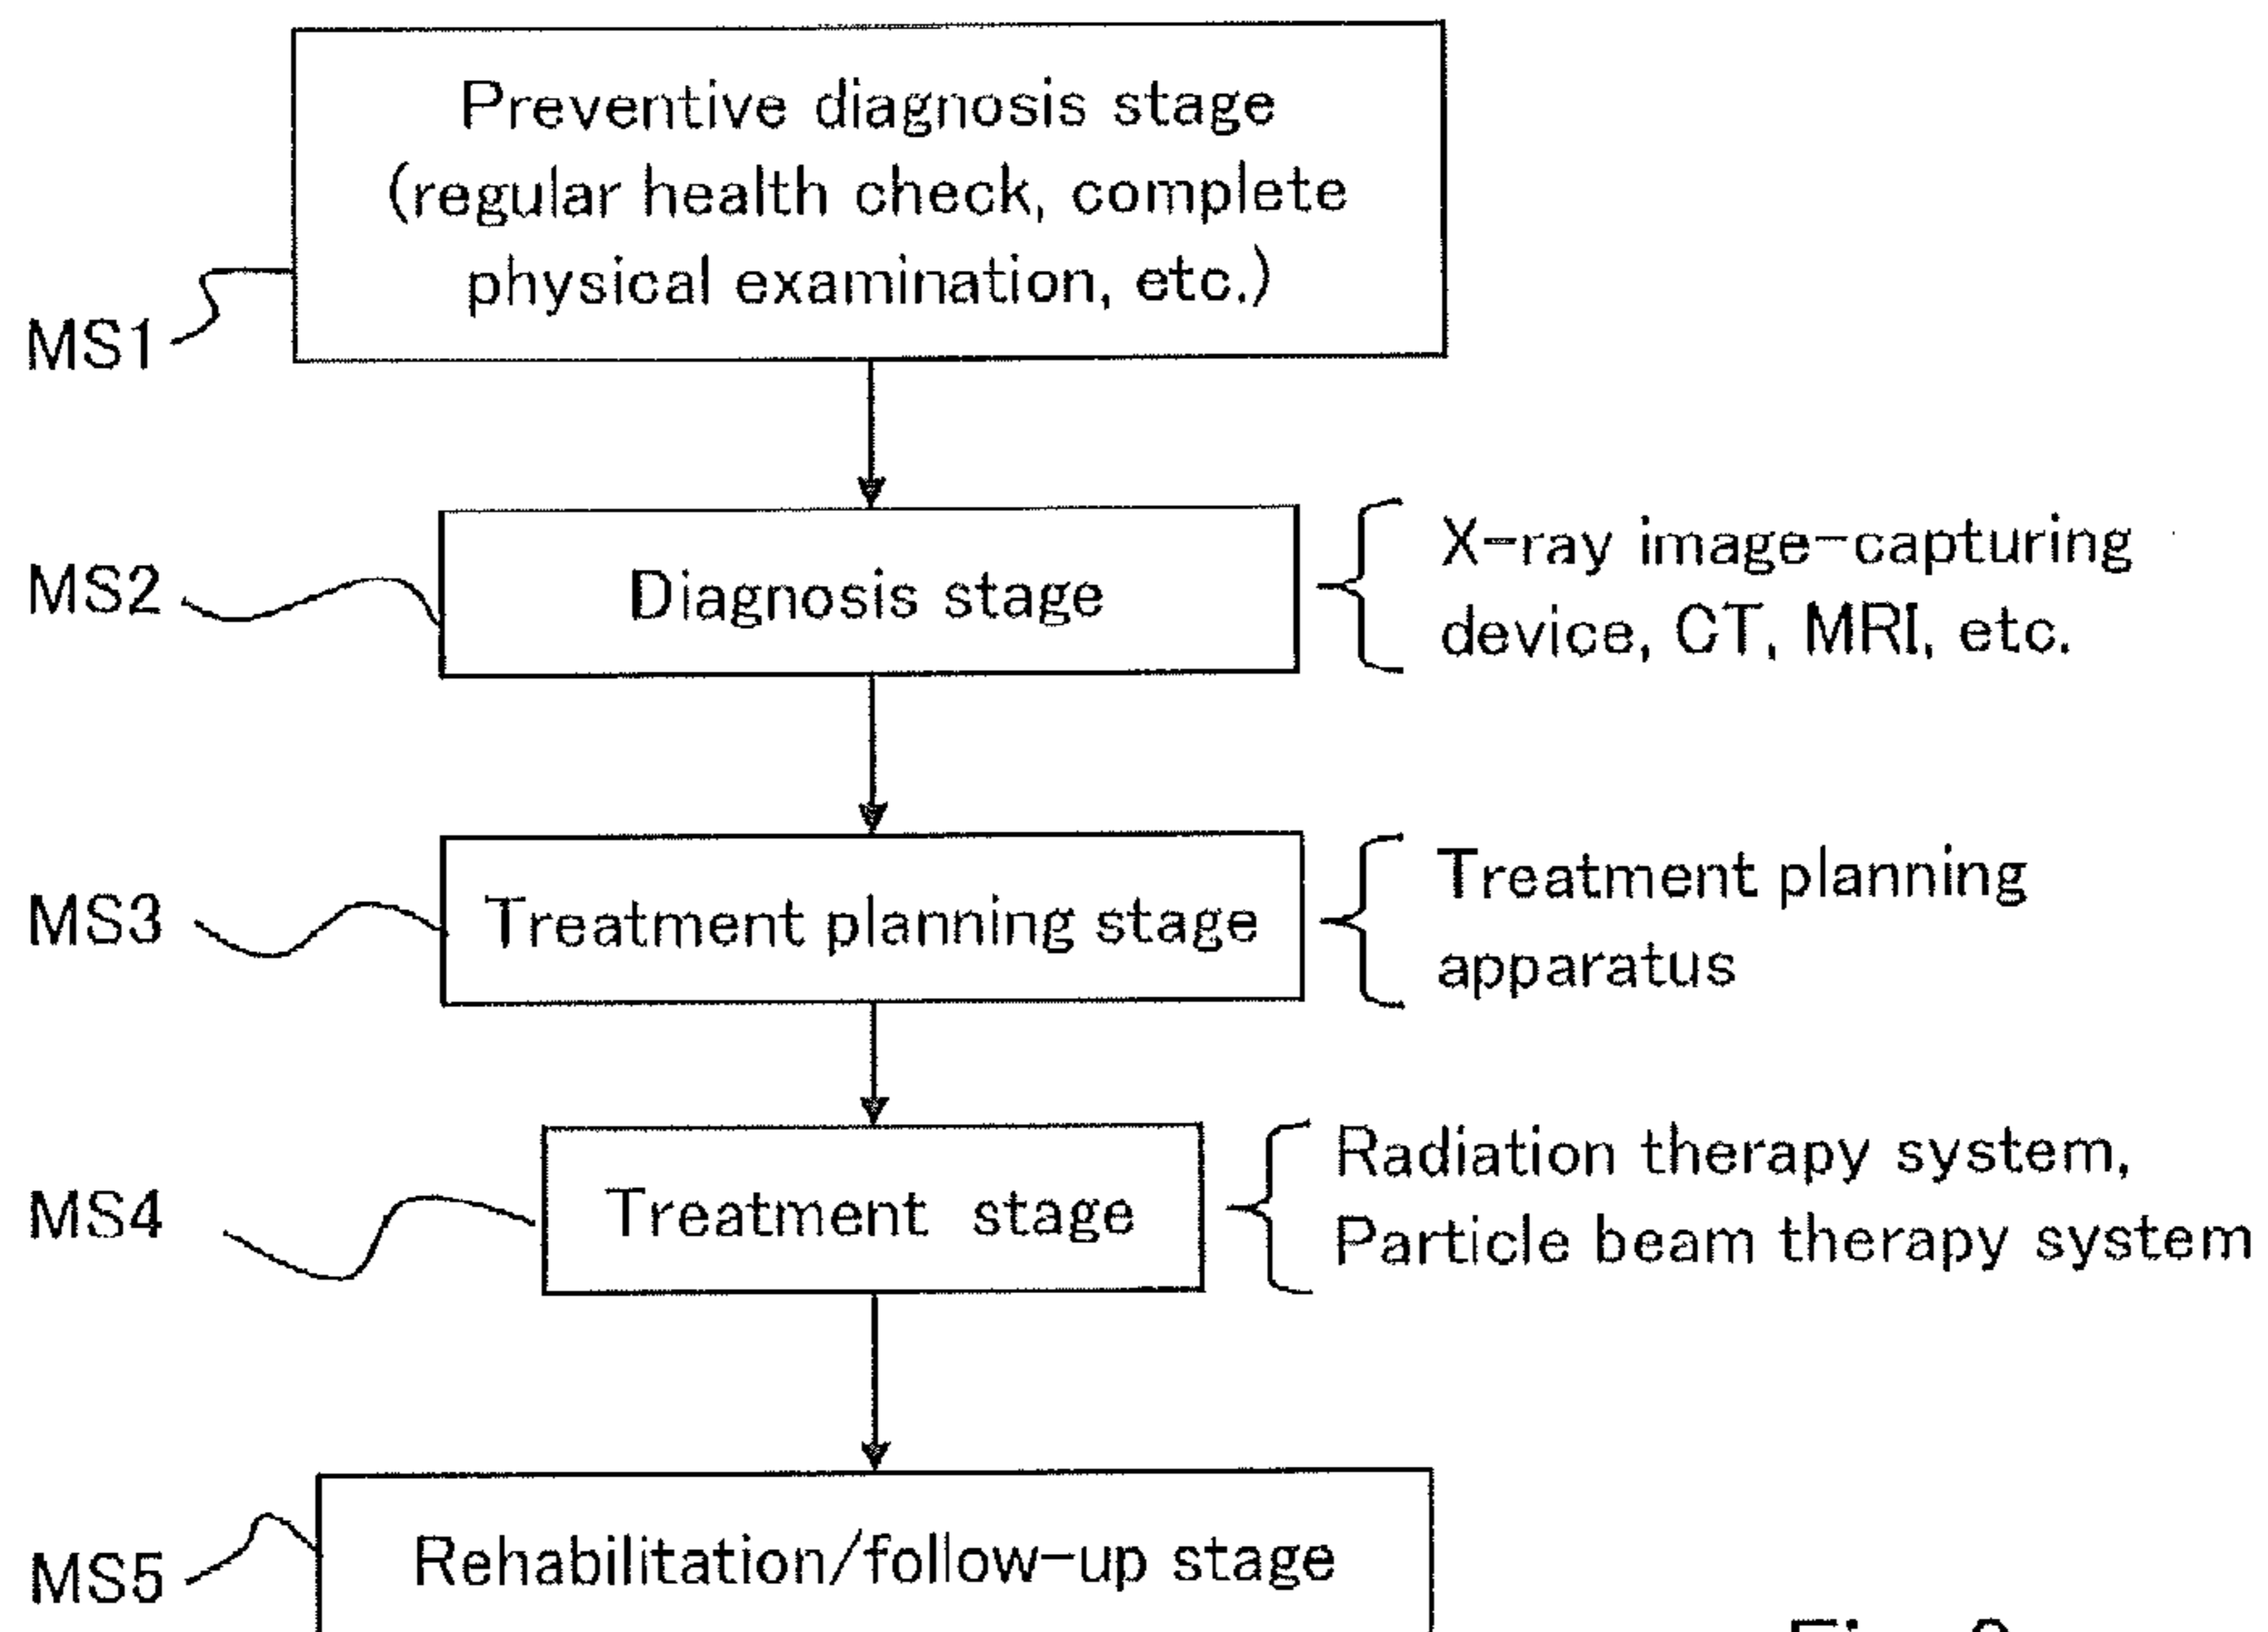 Preventive diagnosis stage
(regular health check, complete
physical examination, etc.)
MS1
MS2
Diagnosis stage
X-ray image-capturing
device, CT, MRI, etc.
MS3
Treatment planning stage
Treatment planning
apparatus
MS4
Treatment stage
Radiation therapy system,
Particle beam therapy system
MS5
Rehabilitation/follow-up stage